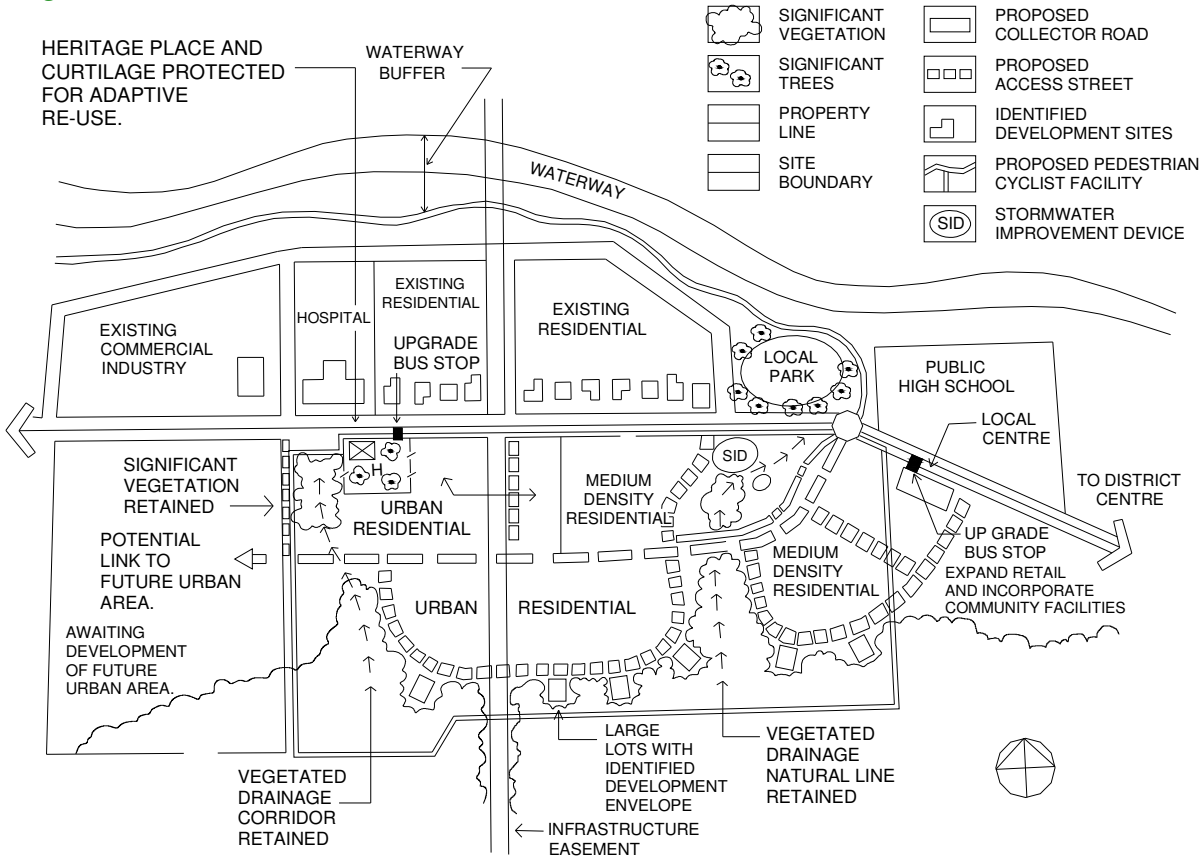 HERITAGE PLACE AND
CURTILAGE PROTECTED
FOR ADAPTIVE
RE-USE.
WATERWAY
BUFFER
SIGNIFICANT
VEGETATION
SIGNIFICANT
TREES
PROPERTY
LINE
SITE
BOUNDARY
PROPOSED
COLLECTOR ROAD
PROPOSED
ACCESS STREET
IDENTIFIED
DEVELOPMENT SITES
PROPOSED PEDESTRIAN
CYCLIST FACILITY
SID
STORMWATER
IMPROVEMENT DEVICE
WATERWAY
EXISTING
COMMERCIAL
INDUSTRY
HOSPITAL
EXISTING
RESIDENTIAL
UPGRADE
BUS STOP
EXISTING
RESIDENTIAL
LOCAL
PARK
PUBLIC
HIGH SCHOOL
LOCAL
CENTRE
TO DISTRICT
CENTRE
SIGNIFICANT
VEGETATION
RETAINED
H
URBAN
RESIDENTIAL
MEDIUM
DENSITY
RESIDENTIAL
SID
POTENTIAL
LINK TO
FUTURE URBAN
AREA.
MEDIUM
DENSITY
RESIDENTIAL
UP GRADE
BUS STOP
EXPAND RETAIL
AND INCORPORATE
COMMUNITY FACILITIES
URBAN RESIDENTIAL
AWAITING
DEVELOPMENT
OF FUTURE
URBAN AREA.
VEGETATED
DRAINAGE
CORRIDOR
RETAINED
LARGE
LOTS WITH
IDENTIFIED
DEVELOPMENT
ENVELOPE
VEGETATED
DRAINAGE
NATURAL LINE
RETAINED
INFRASTRUCTURE
EASEMENT